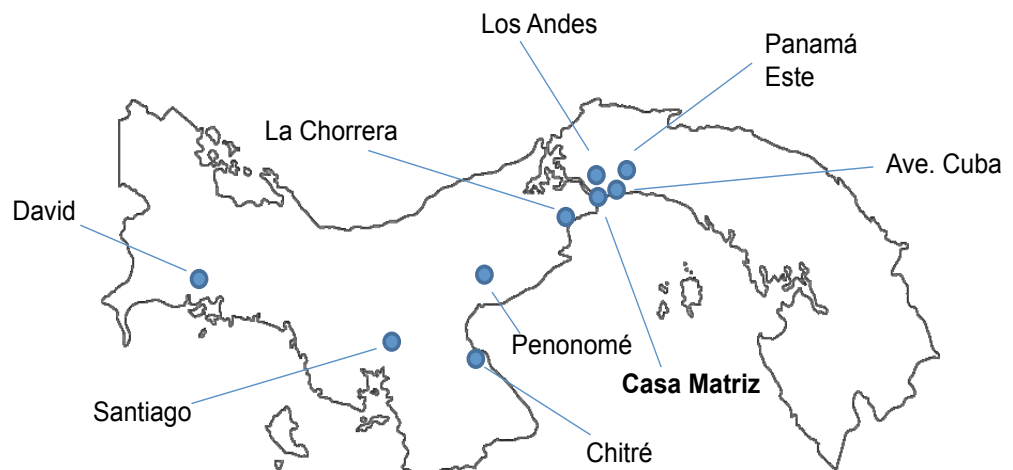 Los Andes
Panamá
Este
La Chorrera
Ave. Cuba
David
Penonomé
Casa Matriz
Santiago
Chitré